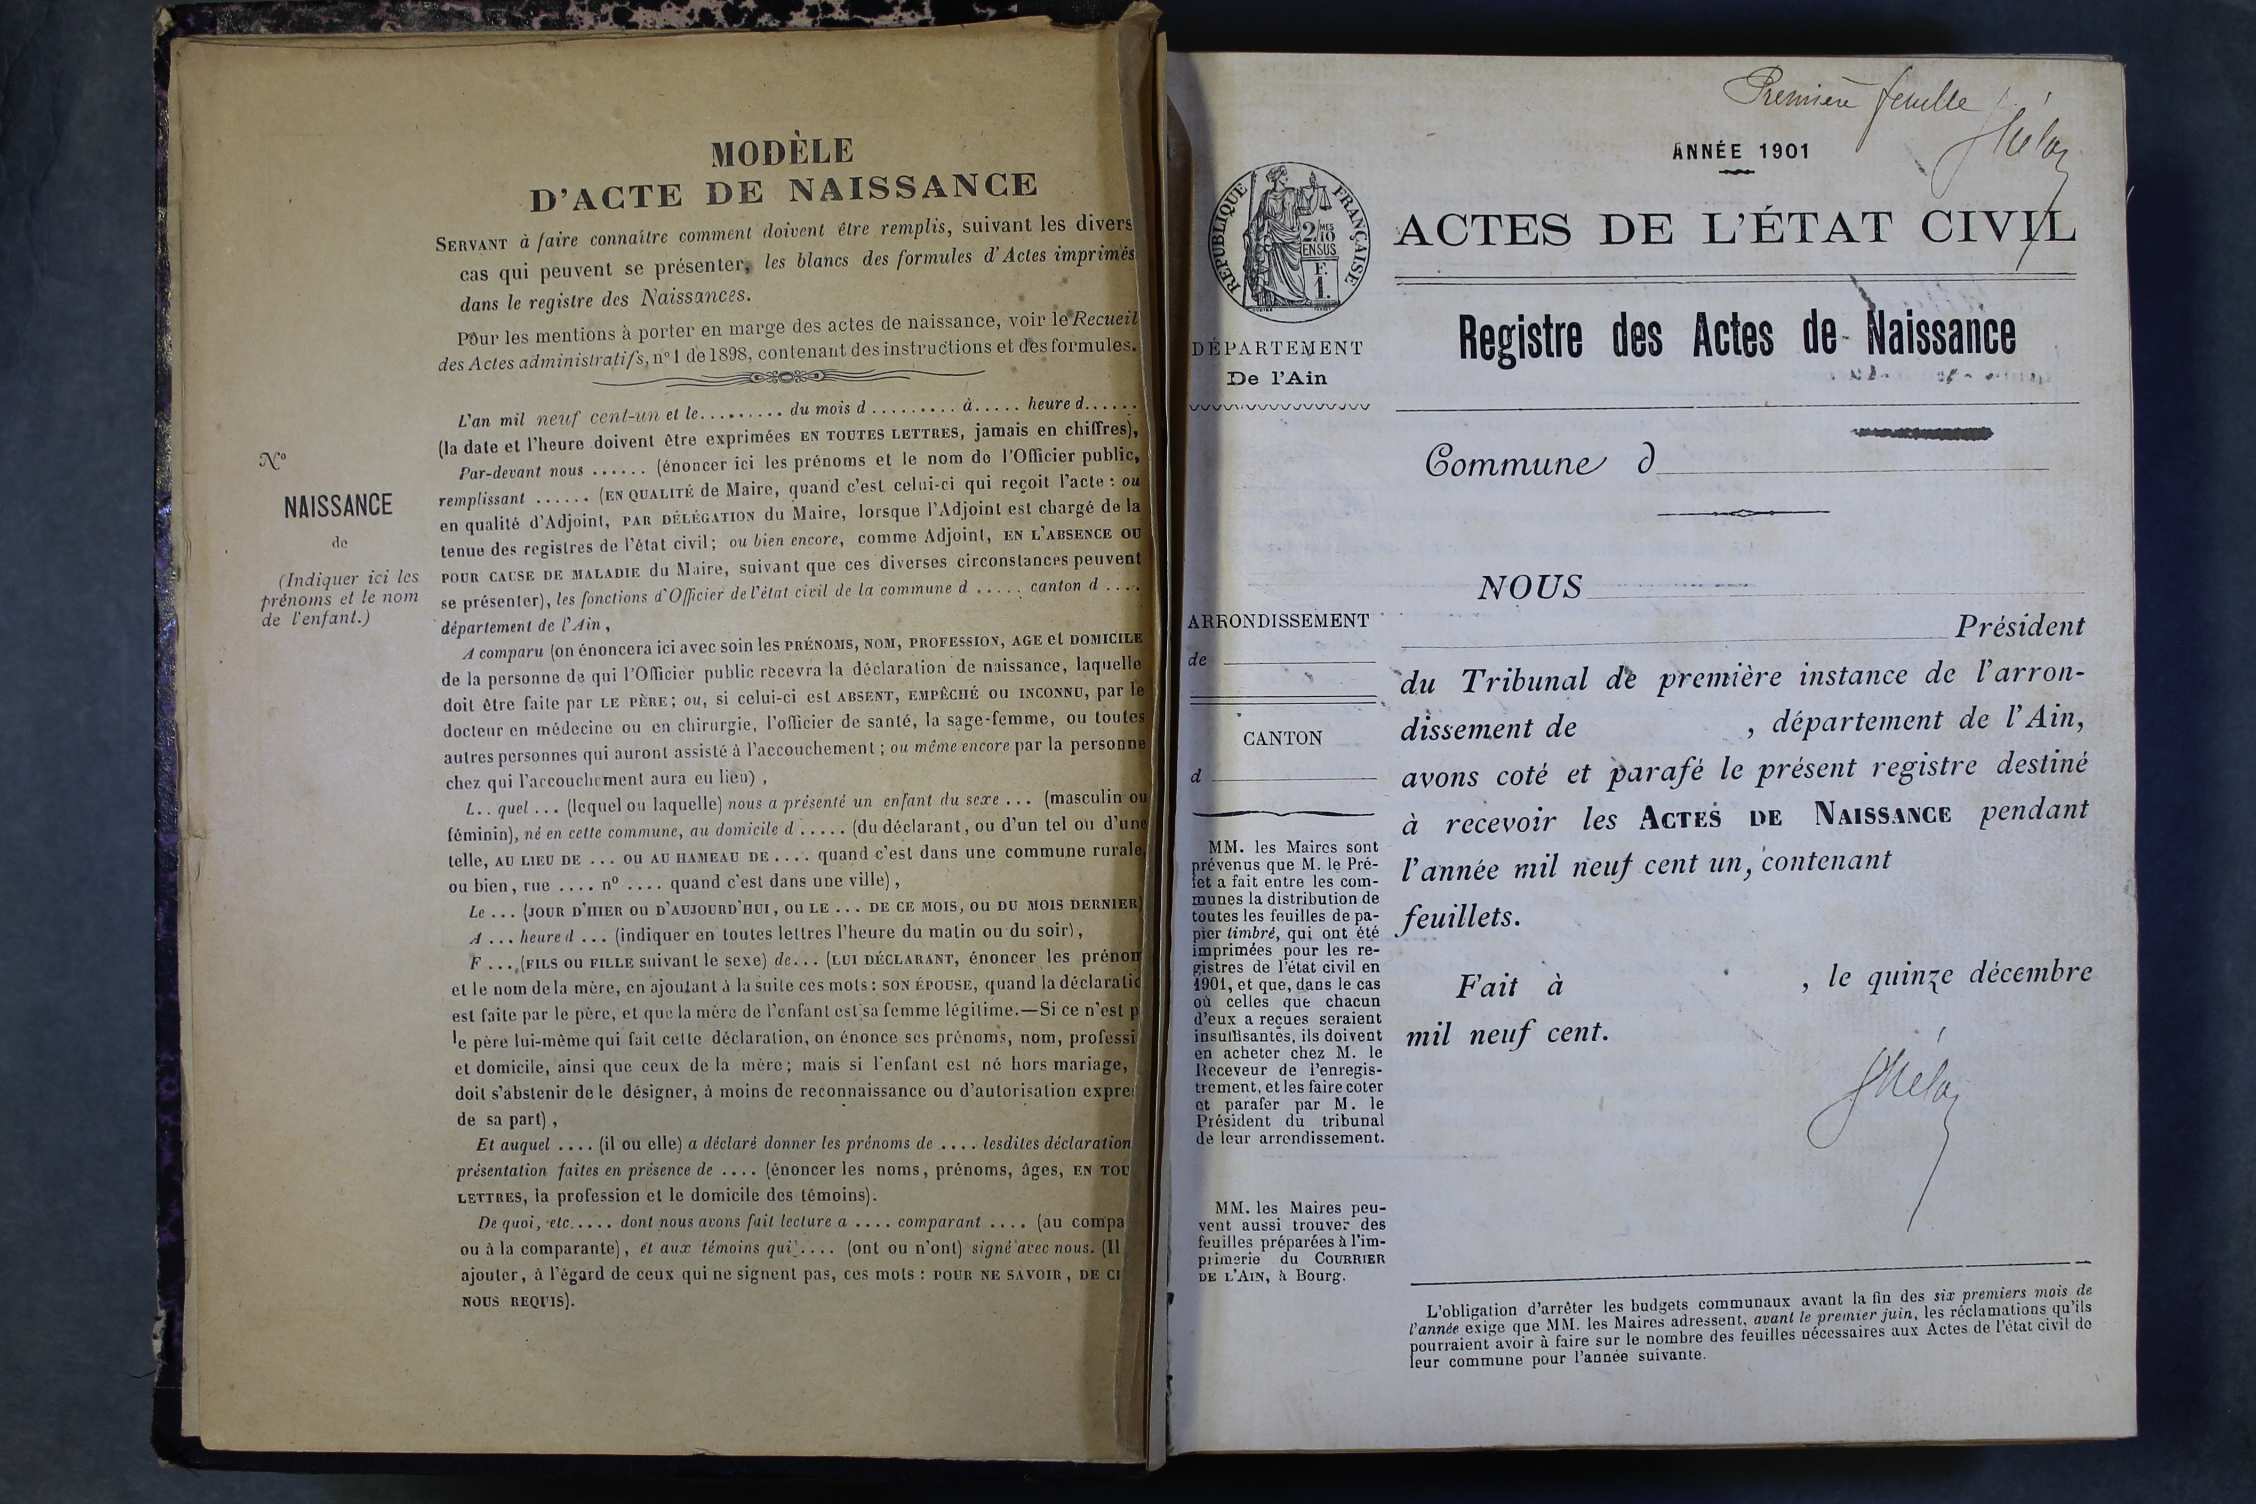 MODÈLE
D'ACTE DE NAISSANCE
SERVANT à faire connaître comment doivent être remplis, suivant les divers
cas qui peuvent se présenter, les blancs des formules d'Actes imprimés
dans le registre des Naissances.
Pour les mentions à porter en marge des actes de naissance, voir le Recueil
des Actes administratifs, n° 1 de 1898, contenant des instructions et des formules.
L'an mil neuf cent-un et le......... du mois d ......... à..... heure d......
(la date et l'heure doivent être exprimées EN TOUTES LETTRES, jamais en chiffres),
Par-devant nous ...... (énoncer ici les prénoms et le nom de l'Officier public,
remplissant ...... (EN QUALITÉ de Maire, quand c'est celui-ci qui reçoit l'acte : ou
en qualité d'Adjoint, PAR DÉLÉGATION du Maire, lorsque l'Adjoint est chargé de la
tenue des registres de l'état civil; ou bien encore, comme Adjoint, EN L'ABSENCE OU
POUR CAUSE DE MALADIE du Maire, suivant que ces diverses circonstances peuvent
se présenter), les fonctions d'Officier de l'état civil de la commune d ..... canton d ....
département de l'Ain,
A comparu (on énoncera ici avec soin les PRÉNOMS, NOM, PROFESSION, AGE et DOMICILE
de la personne de qui l'Officier public recevra la déclaration de naissance, laquelle
doit être faite par LE PÈRE; ou, si celui-ci est ABSENT, EMPÊCHÉ OU INCONNU, par le
docteur en médecine ou en chirurgie, l'officier de santé, la sage-femme, ou toutes
autres personnes qui auront assisté à l'accouchement; ou même encore par la personne
chez qui l'accouchement aura eu lieu),
L.. quel ... (lequel ou laquelle) nous a présenté un enfant du sexe ... (masculin ou
féminin), né en cette commune, au domicile d ..... (du déclarant, ou d'un tel ou d'une
telle, AU LIEU DE ... OU AU HAMEAU DE .... quand c'est dans une commune rurale,
ou bien, rue .... n° .... quand c'est dans une ville),
Le ... (JOUR D'HIER OU D'AUJOURD'HUI, OU LE ... DE CE MOIS, OU DU MOIS DERNIER)
A ... heure d ... (indiquer en toutes lettres l'heure du matin ou du soir),
F ... (FILS OU FILLE suivant le sexe) de... (LUI DÉCLARANT, énoncer les prénom
et le nom de la mère, en ajoutant à la suite ces mots : SON ÉPOUSE, quand la déclaratio
est faite par le père, et que la mère de l'enfant est sa femme légitime.—Si ce n'est p
le père lui-même qui fait cette déclaration, on énonce ses prénoms, nom, professi
et domicile, ainsi que ceux de la mère; mais si l'enfant est né hors mariage,
doit s'abstenir de le désigner, à moins de reconnaissance ou d'autorisation expres
de sa part),
Et auquel .... (il ou elle) a déclaré donner les prénoms de .... lesdites déclaration
présentation faites en présence de .... (énoncer les noms, prénoms, âges, EN TOU
LETTRES, la profession et le domicile des témoins).
De quoi, etc..... dont nous avons fait lecture a .... comparant .... (au compa
ou à la comparante), et aux témoins qui .... (ont ou n'ont) signé avec nous. (Il
ajouter, à l'égard de ceux qui ne signent pas, ces mots : POUR NE SAVOIR, DE CE
NOUS REQUIS).
N°
NAISSANCE
de
(Indiquer ici les
prénoms et le nom
de l'enfant.)
Première feuille
ANNÉE 1901
ACTES DE L'ÉTAT CIVIL
RÉPUBLIQUE FRANÇAISE
2/MES
10
EN SUS
F.
1.
Registre des Actes de Naissance
DÉPARTEMENT
De l'Ain
Commune d
NOUS
Président
du Tribunal de première instance de l'arron-
dissement de , département de l'Ain,
avons coté et parafé le présent registre destiné
à recevoir les ACTES DE NAISSANCE pendant
l'année mil neuf cent un, contenant
feuillets.
Fait à , le quinze décembre
mil neuf cent.
ARRONDISSEMENT
de
CANTON
d
MM. les Maires sont
prévenus que M. le Pré-
fet a fait entre les com-
munes la distribution de
toutes les feuilles de pa-
pier timbré, qui ont été
imprimées pour les re-
gistres de l'état civil en
1901, et que, dans le cas
où celles que chacun
d'eux a reçues seraient
insuffisantes, ils doivent
en acheter chez M. le
Receveur de l'enregis-
trement, et les faire coter
et parafer par M. le
Président du tribunal
de leur arrondissement.
MM. les Maires peu-
vent aussi trouver des
feuilles préparées à l'im-
primerie du COURRIER
DE L'AIN, à Bourg.
L'obligation d'arrêter les budgets communaux avant la fin des six premiers mois de
l'année exige que MM. les Maires adressent, avant le premier juin, les réclamations qu'ils
pourraient avoir à faire sur le nombre des feuilles nécessaires aux Actes de l'état civil de
leur commune pour l'année suivante.